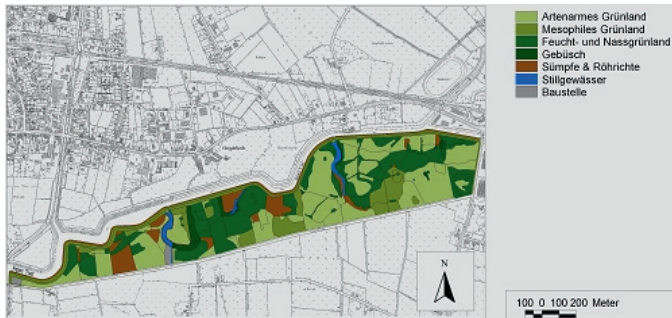 Artenarmes Grünland
Mesophiles Grünland
Feucht- und Nassgrünland
Gebüsch
Sümpfe & Röhrichte
Stillgewässer
Baustelle
N
100 0 100 200 Meter